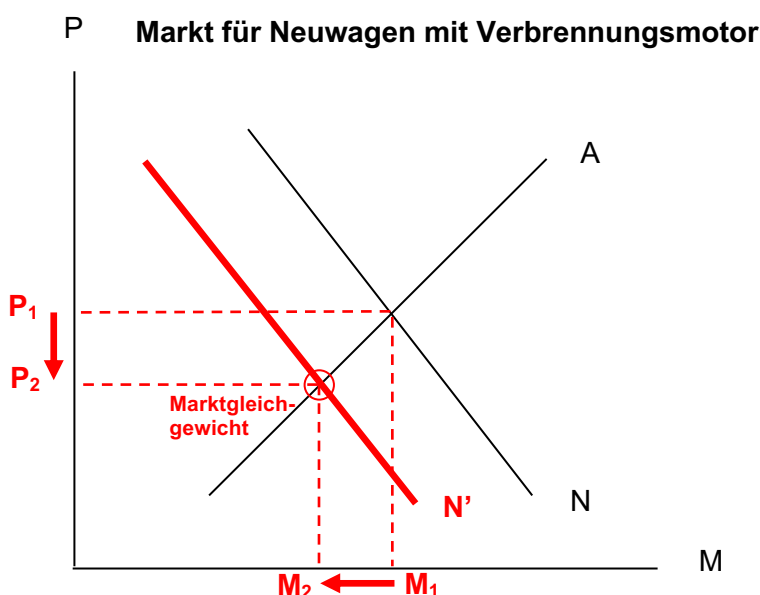 P
Markt für Neuwagen mit Verbrennungsmotor
A
P₁
P₂
Marktgleich-
gewicht
N’
N
M
M₂
M₁